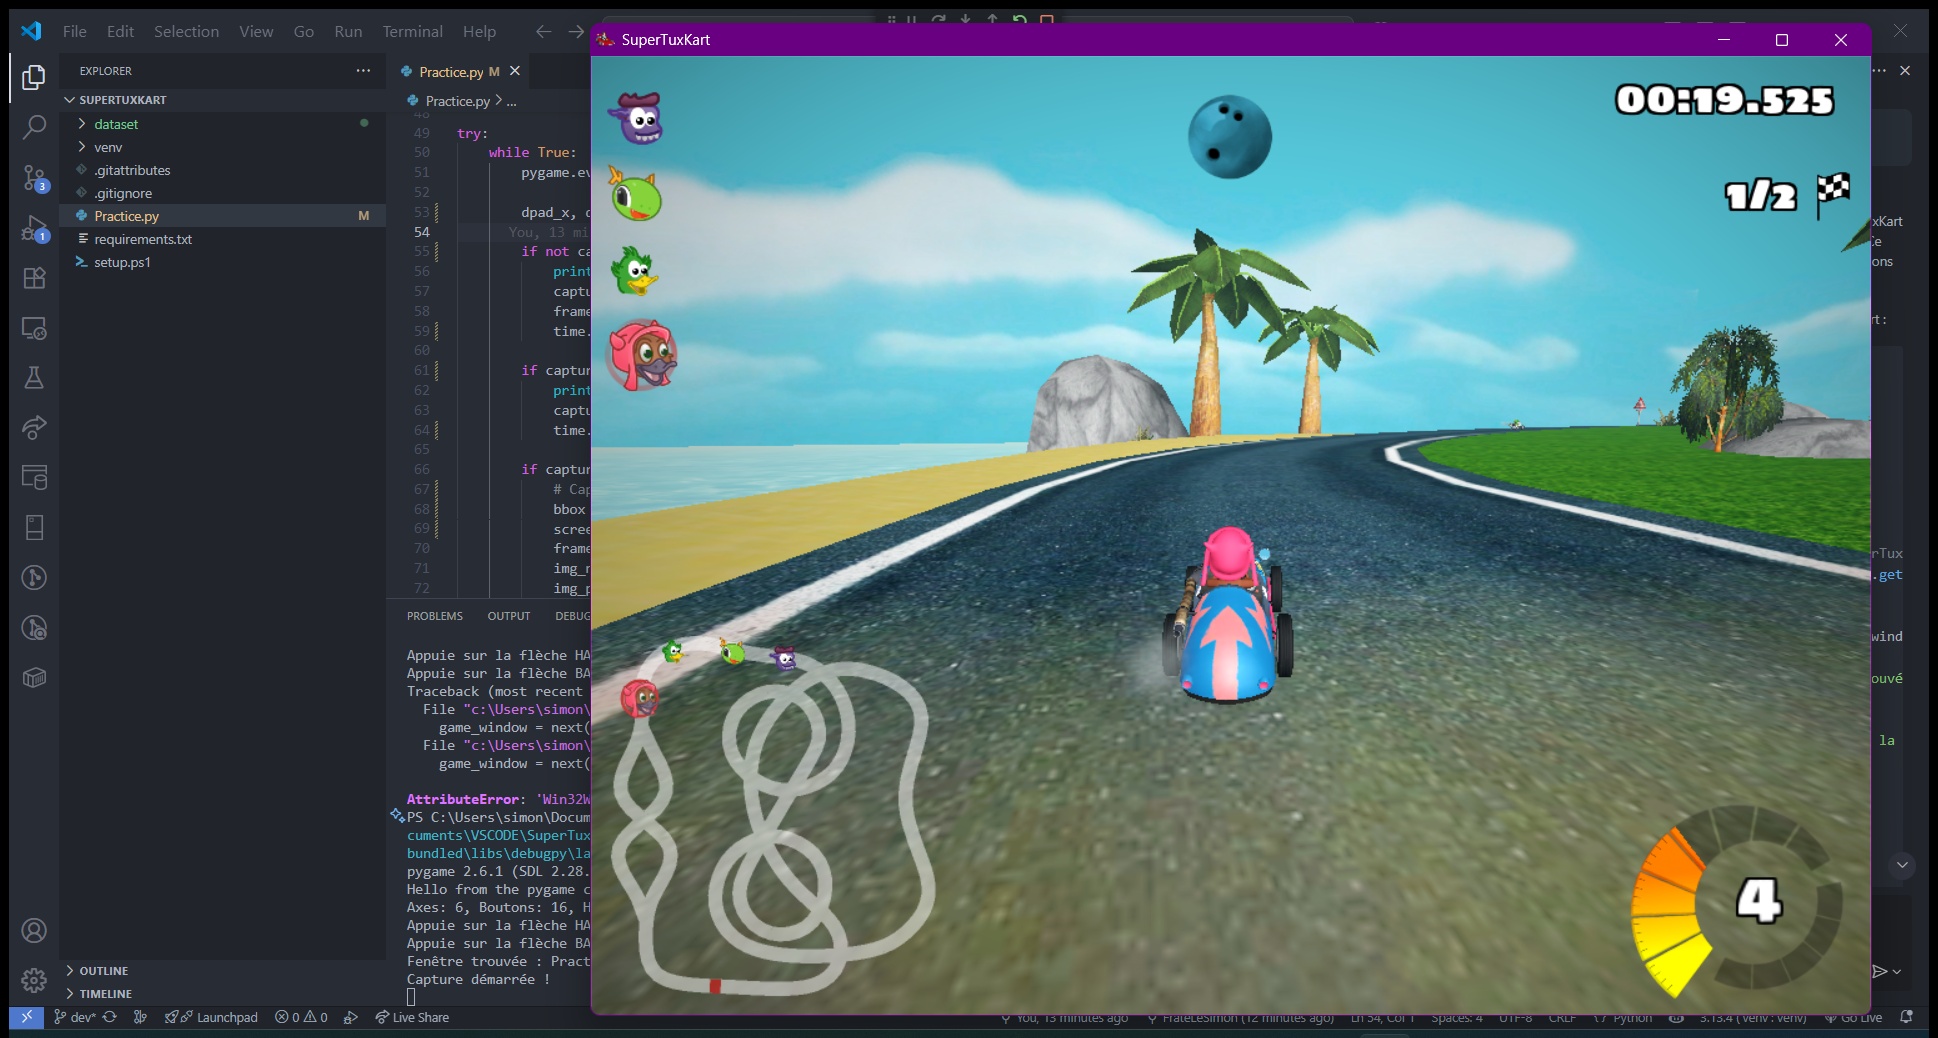 File Edit Selection View Go Run Terminal Help
SuperTuxKart
EXPLORER
SUPERTUXKART
dataset
venv
.gitattributes
.gitignore
Practice.py M
requirements.txt
setup.ps1
OUTLINE
TIMELINE
3
1
Practice.py M
Practice.py > ...
48
49 try:
50 while True:
51 pygame.ev
52
53 dpad_x, d
54 You, 13 mi
55 if not ca
56 print
57 captu
58 frame
59 time.
60
61 if captur
62 print
63 captu
64 time.
65
66 if captur
67 # Cap
68 bbox
69 scree
70 frame
71 img_n
72 img_p
PROBLEMS OUTPUT DEBUG
Appuie sur la flèche HA
Appuie sur la flèche BA
Traceback (most recent
File "c:\Users\simon\
game_window = next(
File "c:\Users\simon\
game_window = next(
AttributeError: 'Win32W
PS C:\Users\simon\Docum
cuments\VSCODE\SuperTux
bundled\libs\debugpy\la
pygame 2.6.1 (SDL 2.28.
Hello from the pygame c
Axes: 6, Boutons: 16, H
Appuie sur la flèche HA
Appuie sur la flèche BA
Fenêtre trouvée : Pract
Capture démarrée !
00:19.525
1/2
4
xKart
ons
rt:
rTux
.get
wind
ouvé
la
dev* Launchpad 0 0 Live Share
You, 13 minutes ago FrateLeSimon (12 minutes ago) Ln 54, Col 1 Spaces: 4 UTF-8 CRLF Python 3.13.4 (venv: venv) Go Live